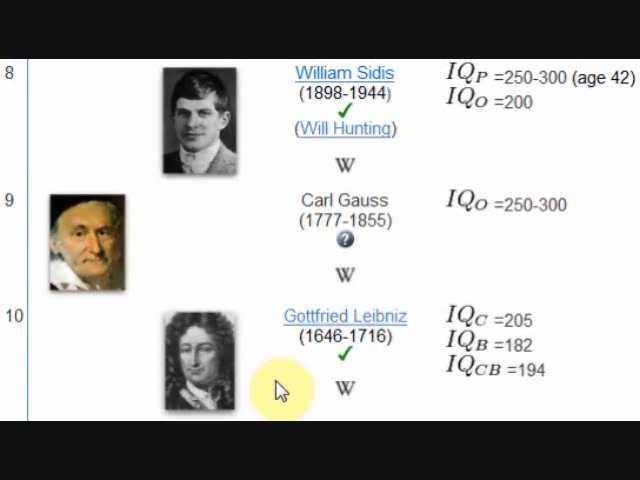 8
William Sidis
(1898-1944)
✓
(Will Hunting)
W
IQP =250-300 (age 42)
IQO =200
9
Carl Gauss
(1777-1855)
?
W
IQO =250-300
10
Gottfried Leibniz
(1646-1716)
✓
W
IQC =205
IQB =182
IQCB =194